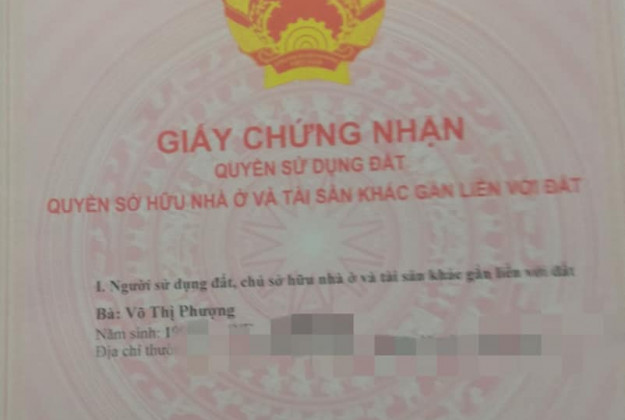 GIẤY CHỨNG NHẬN
QUYỀN SỬ DỤNG ĐẤT
QUYỀN SỞ HỮU NHÀ Ở VÀ TÀI SẢN KHÁC GẮN LIỀN VỚI ĐẤT
I. Người sử dụng đất, chủ sở hữu nhà ở và tài sản khác gắn liền với đất
Bà: Võ Thị Phượng
Năm sinh:
Địa chỉ